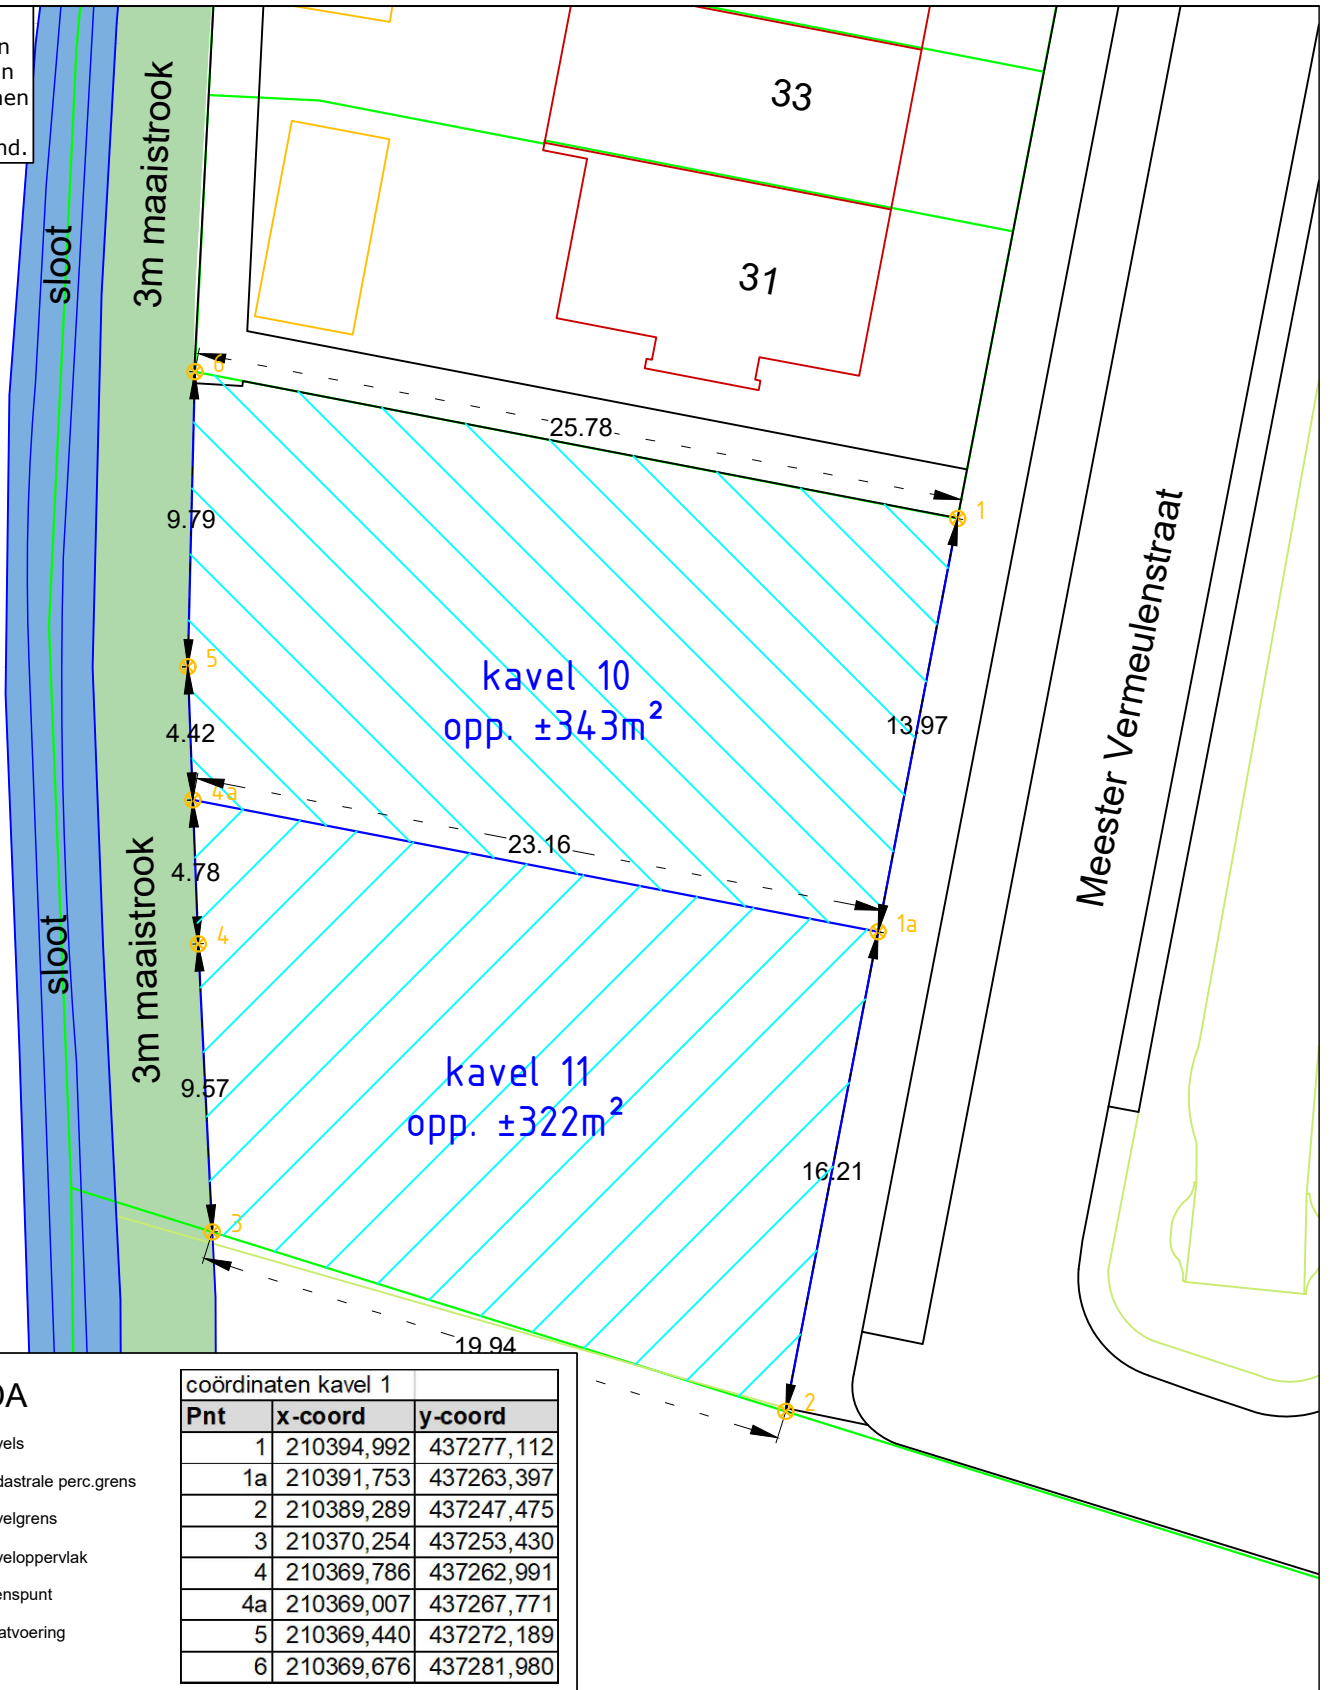 33
31
sloot
3m maaistrook
6
25.78
1
9.79
5
kavel 10
opp. ±343m²
13.97
4.42
4a
23.16
4.78
1a
4
sloot
3m maaistrook
Meester Vermeulenstraat
9.57
kavel 11
opp. ±322m²
16.21
3
19.94
2
coördinaten kavel 1
Pnt x-coord y-coord
1 210394,992 437277,112
1a 210391,753 437263,397
2 210389,289 437247,475
3 210370,254 437253,430
4 210369,786 437262,991
4a 210369,007 437267,771
5 210369,440 437272,189
6 210369,676 437281,980